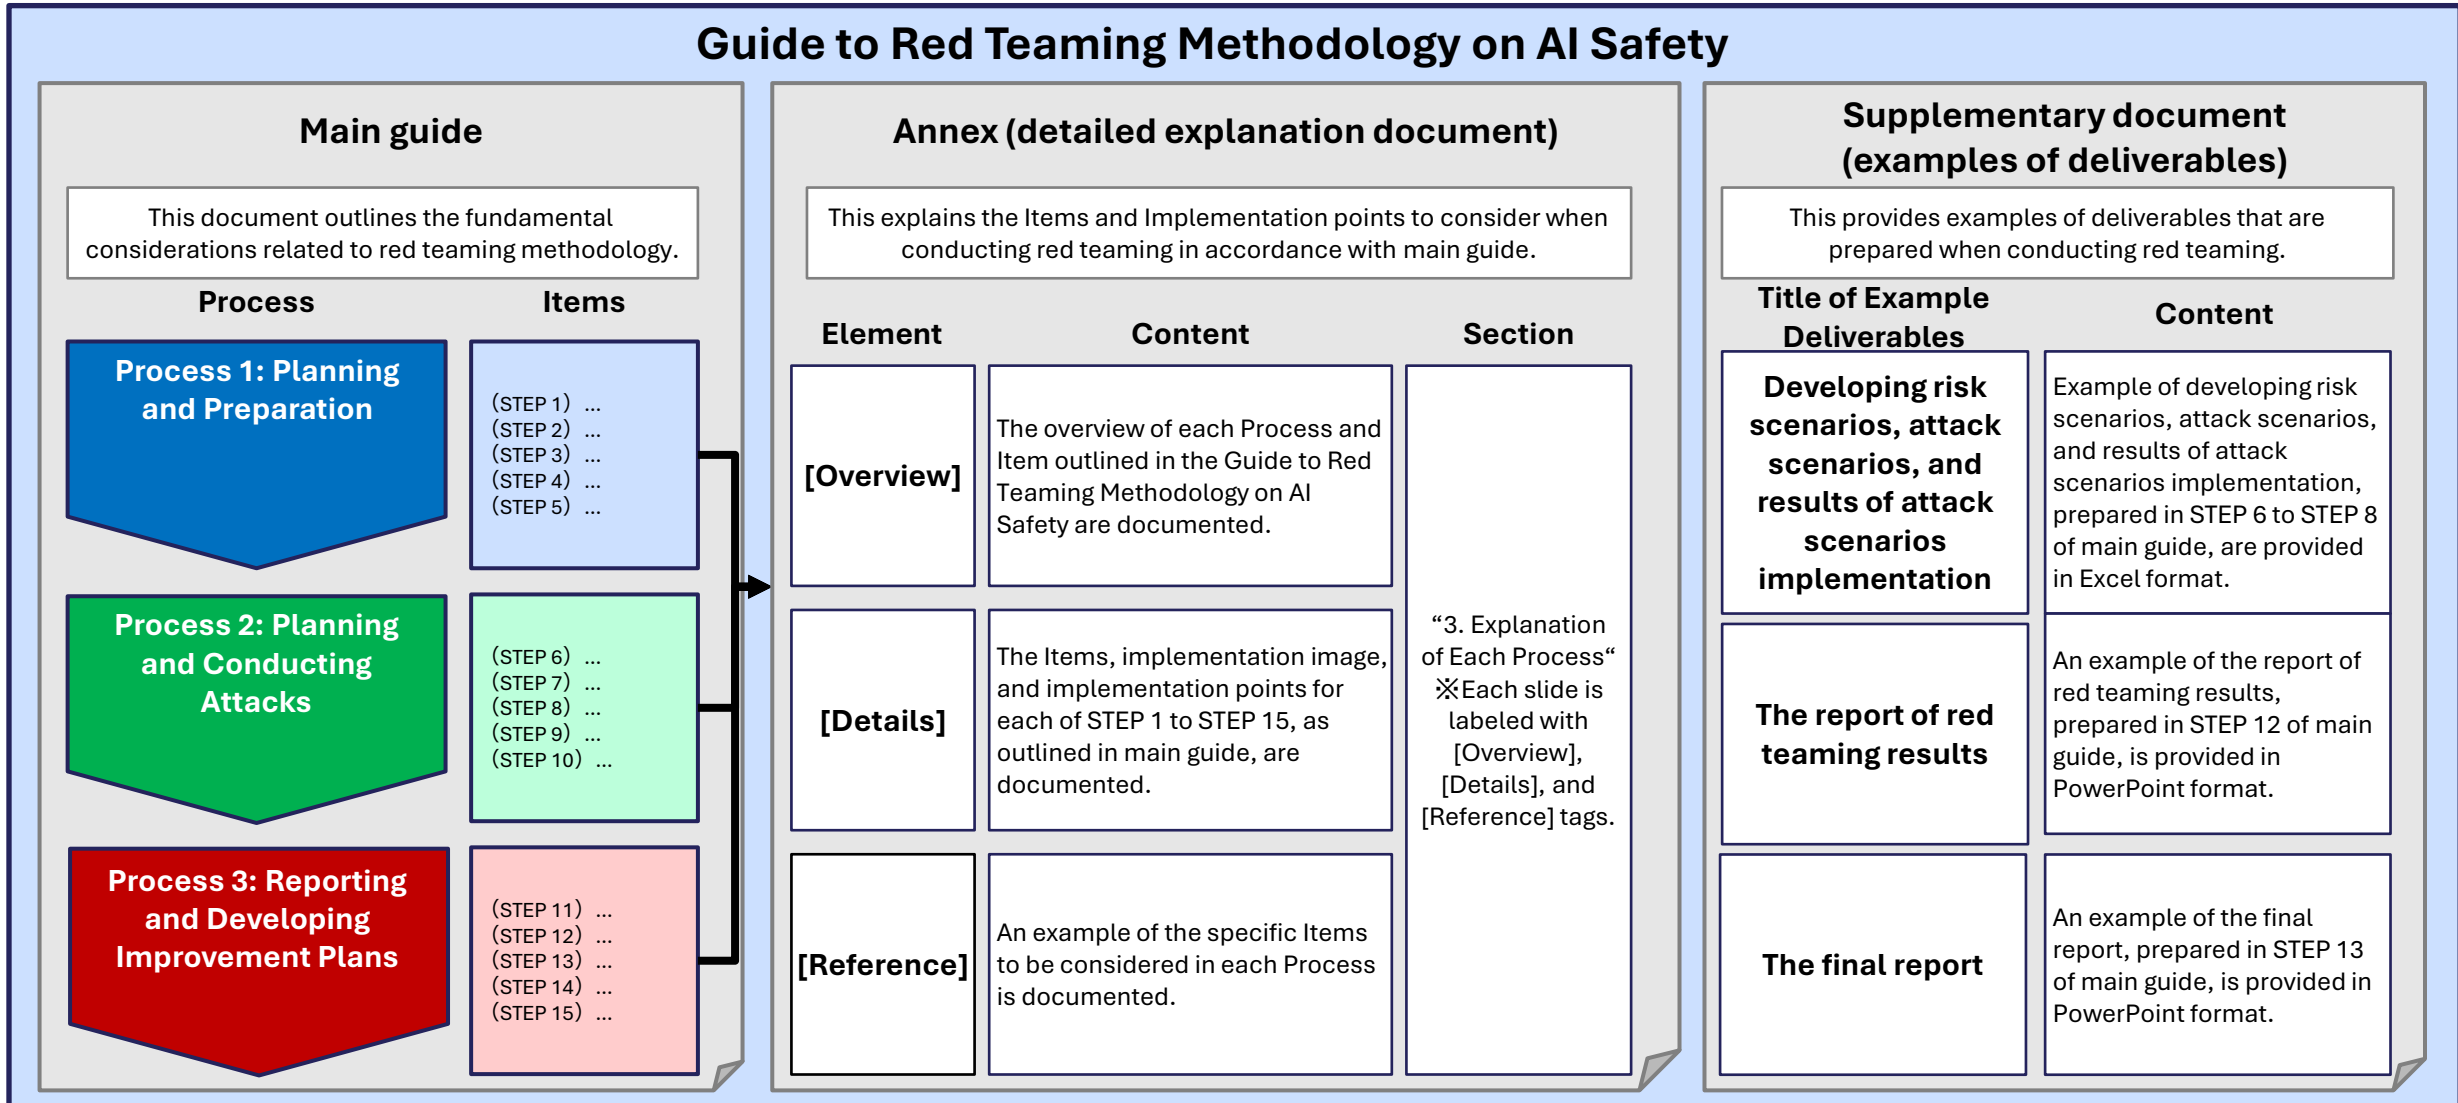 Guide to Red Teaming Methodology on AI Safety
Main guide
This document outlines the fundamental
considerations related to red teaming methodology.
Process
Items
Process 1: Planning
and Preparation
（STEP 1） ...
（STEP 2） ...
（STEP 3） ...
（STEP 4） ...
（STEP 5） ...
Process 2: Planning
and Conducting
Attacks
（STEP 6） ...
（STEP 7） ...
（STEP 8） ...
（STEP 9） ...
（STEP 10） ...
Process 3: Reporting
and Developing
Improvement Plans
（STEP 11） ...
（STEP 12） ...
（STEP 13） ...
（STEP 14） ...
（STEP 15） ...
Annex (detailed explanation document)
This explains the Items and Implementation points to consider when
conducting red teaming in accordance with main guide.
Element
Content
Section
[Overview]
The overview of each Process and
Item outlined in the Guide to Red
Teaming Methodology on AI
Safety are documented.
[Details]
The Items, implementation image,
and implementation points for
each of STEP 1 to STEP 15, as
outlined in main guide, are
documented.
[Reference]
An example of the specific Items
to be considered in each Process
is documented.
“3. Explanation
of Each Process“
※Each slide is
labeled with
[Overview],
[Details], and
[Reference] tags.
Supplementary document
(examples of deliverables)
This provides examples of deliverables that are
prepared when conducting red teaming.
Title of Example
Deliverables
Content
Developing risk
scenarios, attack
scenarios, and
results of attack
scenarios
implementation
Example of developing risk
scenarios, attack scenarios,
and results of attack
scenarios implementation,
prepared in STEP 6 to STEP 8
of main guide, are provided
in Excel format.
The report of red
teaming results
An example of the report of
red teaming results,
prepared in STEP 12 of main
guide, is provided in
PowerPoint format.
The final report
An example of the final
report, prepared in STEP 13
of main guide, is provided in
PowerPoint format.